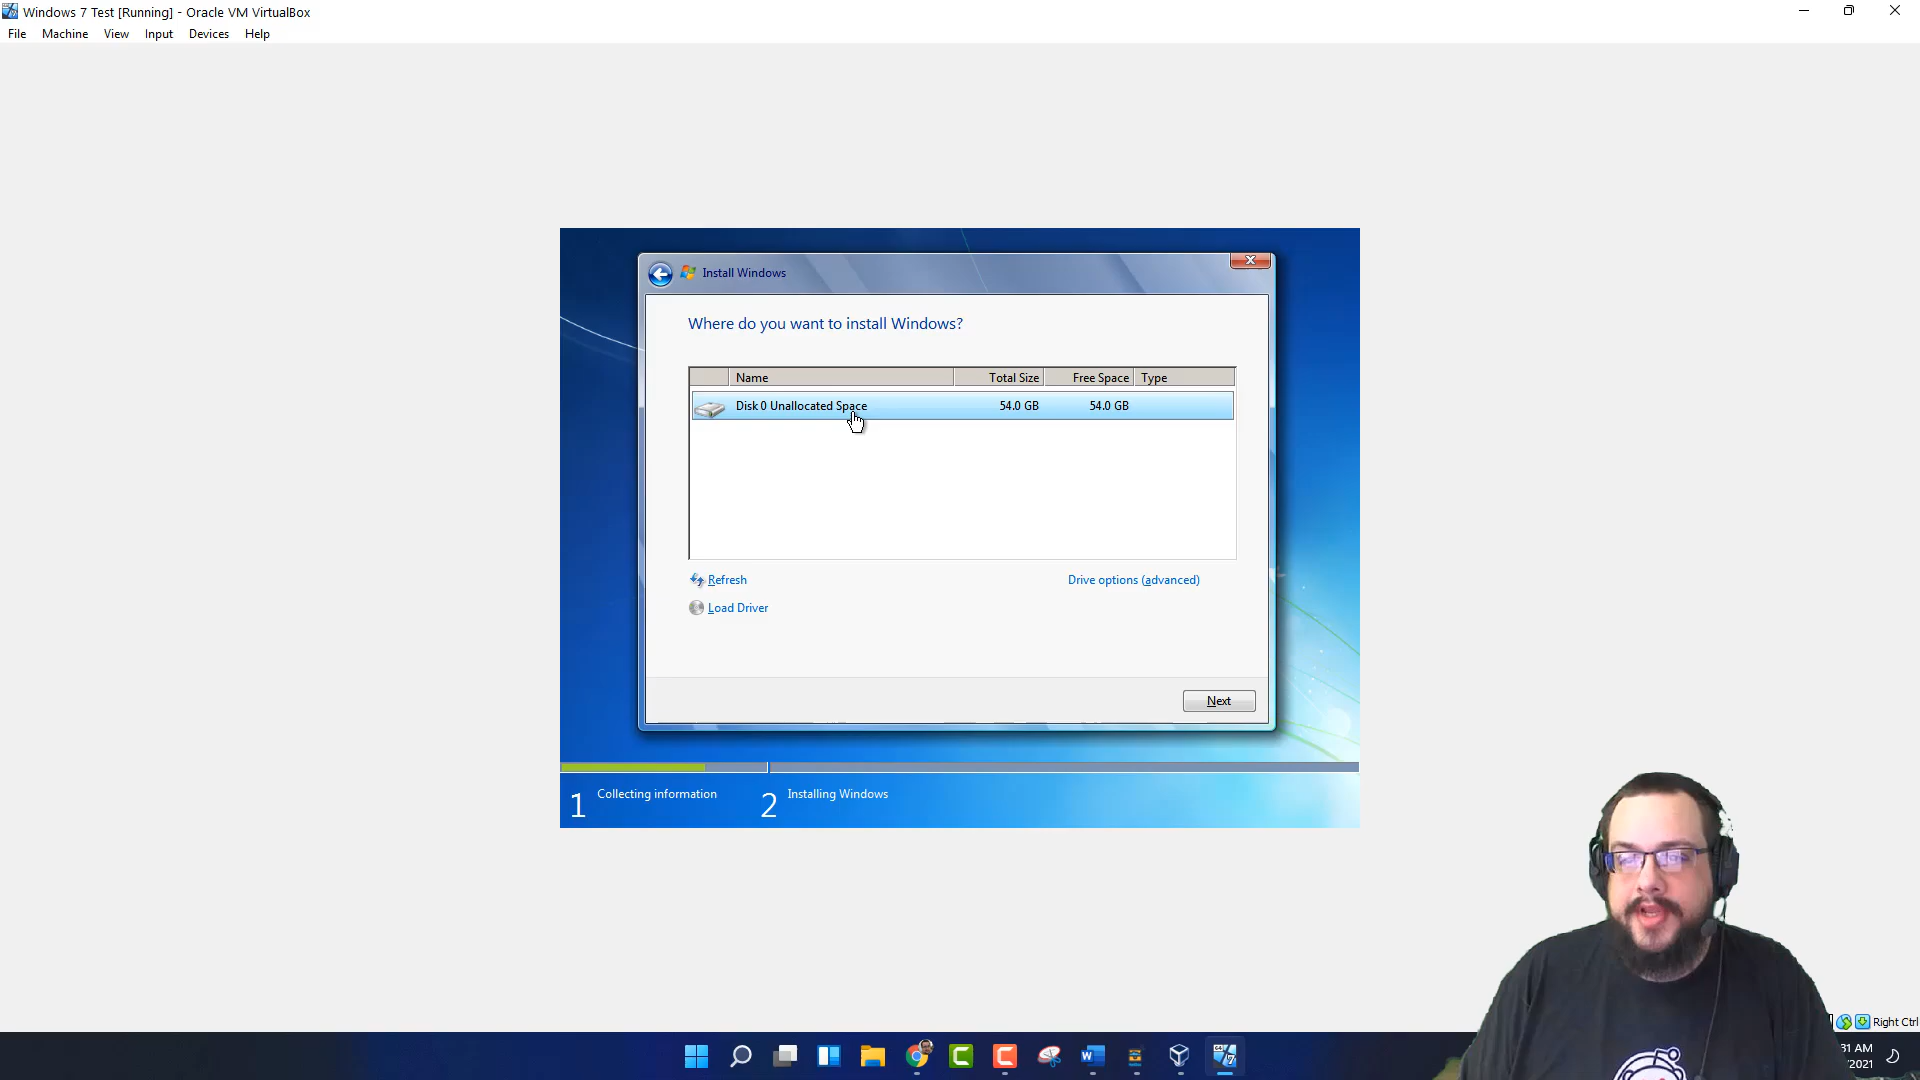 Windows 7 Test [Running] - Oracle VM VirtualBox
File Machine View Input Devices Help
Install Windows
Where do you want to install Windows?
Name Total Size Free Space Type
Disk 0 Unallocated Space 54.0 GB 54.0 GB
Refresh Drive options (advanced)
Load Driver
Next
1 Collecting information 2 Installing Windows
Right Ctrl
31 AM
/2021